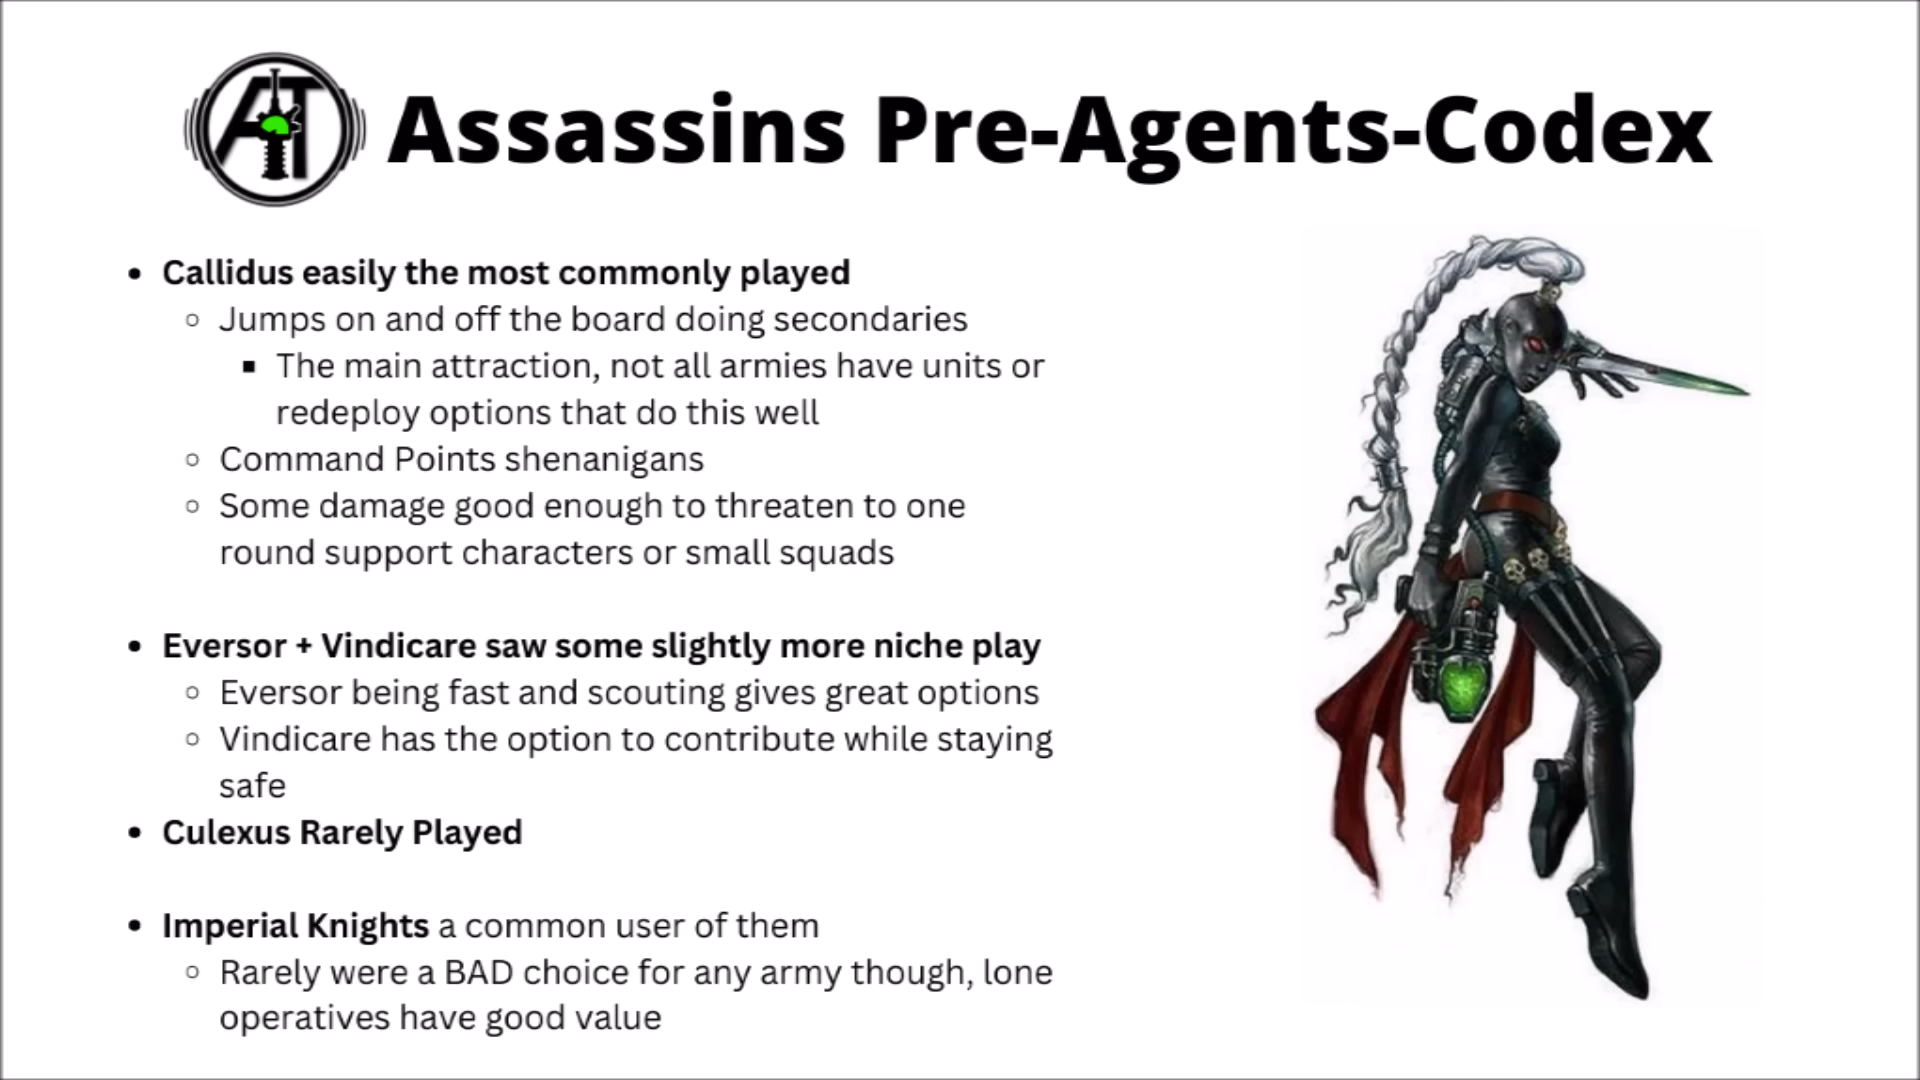 AT Assassins Pre-Agents-Codex
• Callidus easily the most commonly played
○ Jumps on and off the board doing secondaries
▪ The main attraction, not all armies have units or
redeploy options that do this well
○ Command Points shenanigans
○ Some damage good enough to threaten to one
round support characters or small squads
• Eversor + Vindicare saw some slightly more niche play
○ Eversor being fast and scouting gives great options
○ Vindicare has the option to contribute while staying
safe
• Culexus Rarely Played
• Imperial Knights a common user of them
○ Rarely were a BAD choice for any army though, lone
operatives have good value